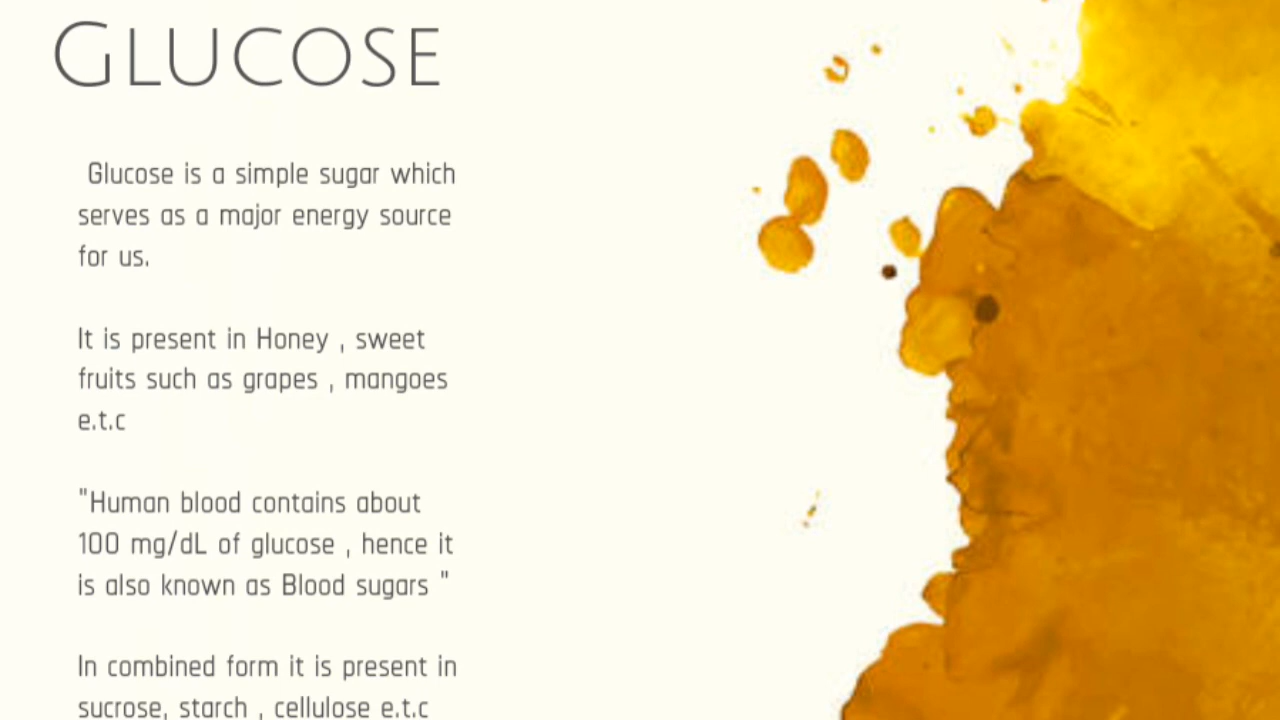 GLUCOSE
Glucose is a simple sugar which
serves as a major energy source
for us.
It is present in Honey , sweet
fruits such as grapes , mangoes
e.t.c
"Human blood contains about
100 mg/dL of glucose , hence it
is also known as Blood sugars "
In combined form it is present in
sucrose, starch , cellulose e.t.c